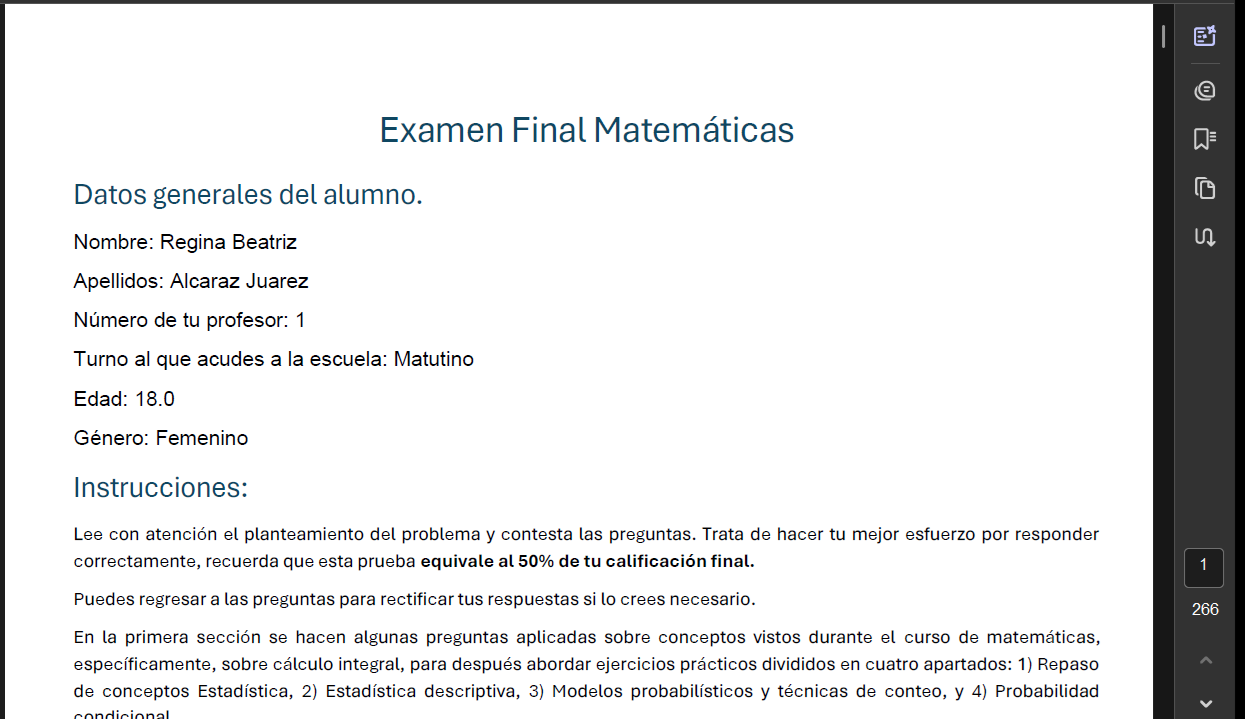 Examen Final Matemáticas
Datos generales del alumno.
Nombre: Regina Beatriz
Apellidos: Alcaraz Juarez
Número de tu profesor: 1
Turno al que acudes a la escuela: Matutino
Edad: 18.0
Género: Femenino
Instrucciones:
Lee con atención el planteamiento del problema y contesta las preguntas. Trata de hacer tu mejor esfuerzo por responder
correctamente, recuerda que esta prueba equivale al 50% de tu calificación final.
Puedes regresar a las preguntas para rectificar tus respuestas si lo crees necesario.
En la primera sección se hacen algunas preguntas aplicadas sobre conceptos vistos durante el curso de matemáticas,
específicamente, sobre cálculo integral, para después abordar ejercicios prácticos divididos en cuatro apartados: 1) Repaso
de conceptos Estadística, 2) Estadística descriptiva, 3) Modelos probabilísticos y técnicas de conteo, y 4) Probabilidad
condicional
1
266